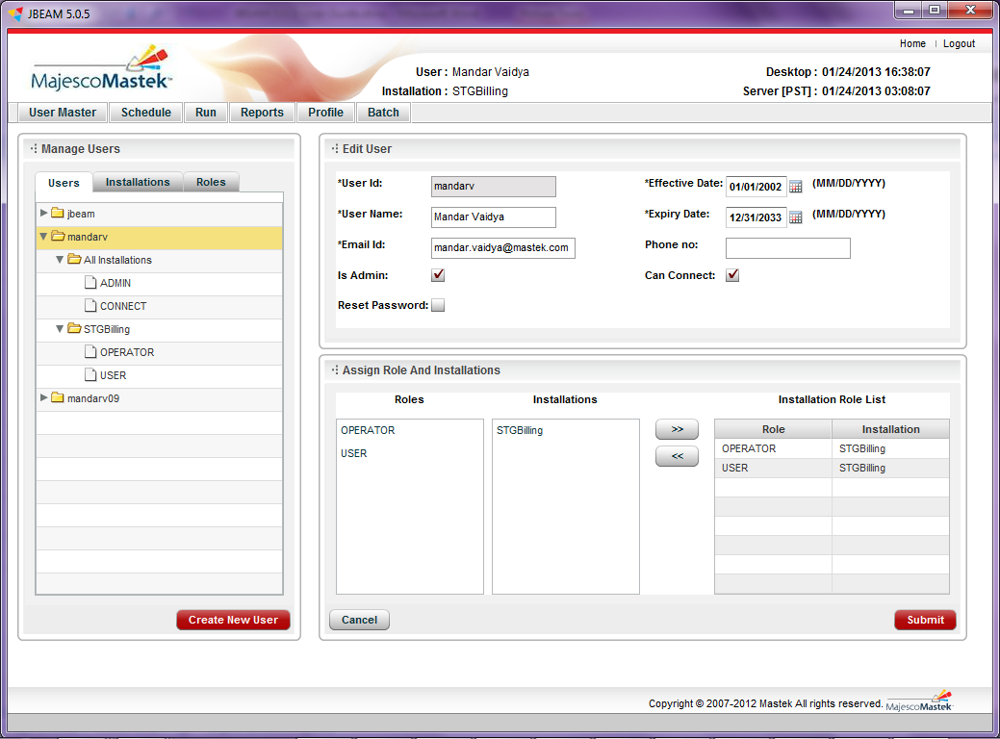 JBEAM 5.0.5
Home | Logout
MajescoMastek
User : Mandar Vaidya
Desktop : 01/24/2013 16:38:07
Installation : STGBilling
Server [PST] : 01/24/2013 03:08:07
User Master Schedule Run Reports Profile Batch
Manage Users
Users Installations Roles
jbeam
mandarv
All Installations
ADMIN
CONNECT
STGBilling
OPERATOR
USER
mandarv09
Create New User
Edit User
*User Id: mandarv *Effective Date: 01/01/2002 (MM/DD/YYYY)
*User Name: Mandar Vaidya *Expiry Date: 12/31/2033 (MM/DD/YYYY)
*Email Id: mandar.vaidya@mastek.com Phone no:
Is Admin: Can Connect:
Reset Password:
Assign Role And Installations
Roles Installations Installation Role List
OPERATOR STGBilling >> Role Installation
USER << OPERATOR STGBilling
USER STGBilling
Cancel Submit
Copyright © 2007-2012 Mastek All rights reserved. MajescoMastek